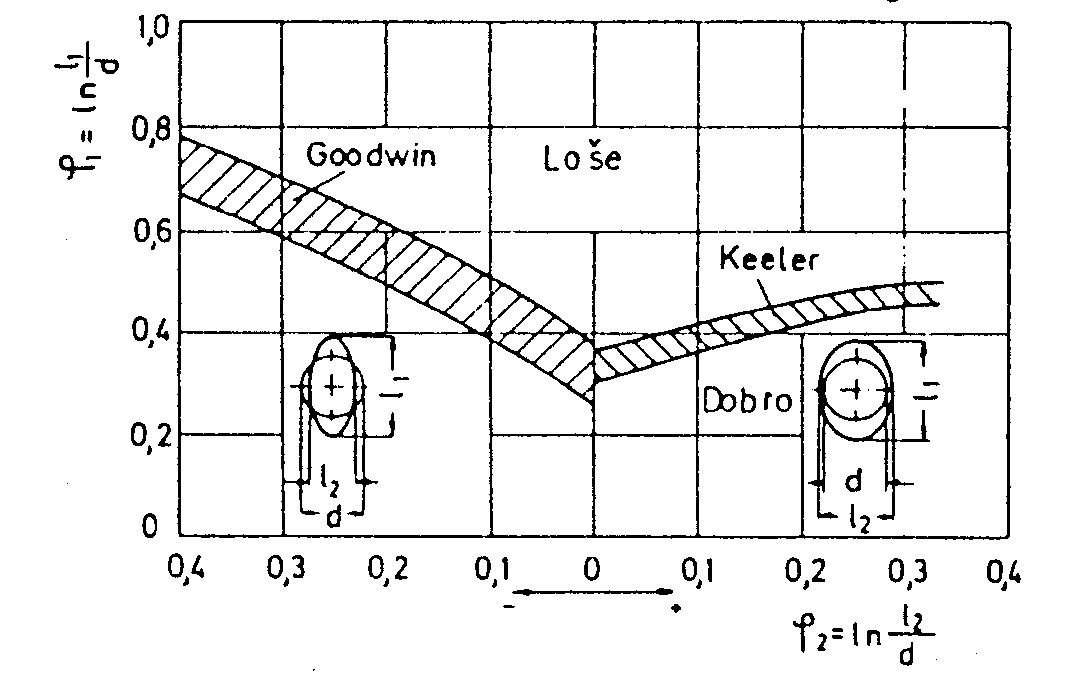 φ₁ = ln l₁/d
1,0
0,8
0,6
0,4
0,2
0
Goodwin
Loše
Keeler
Dobro
l₁
l₂
d
l₁
d
l₂
0,4 0,3 0,2 0,1 0 0,1 0,2 0,3 0,4
- +
φ₂ = ln l₂/d